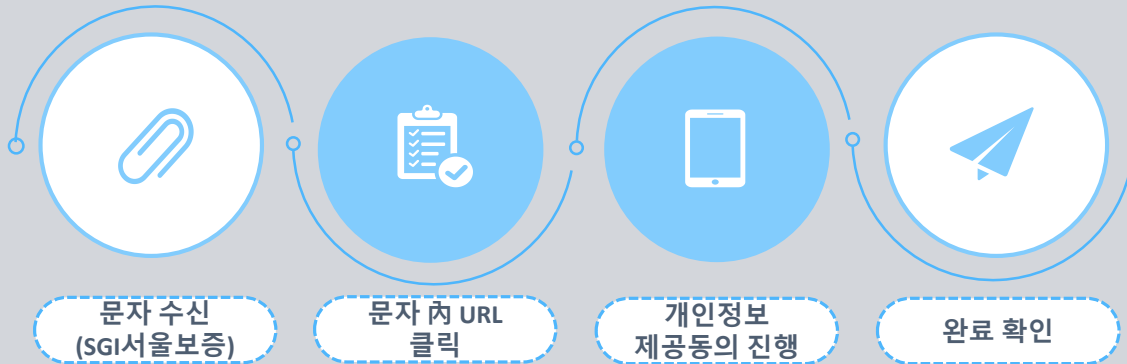 문자 수신
(SGI서울보증)
문자 內 URL
클릭
개인정보
제공동의 진행
완료 확인